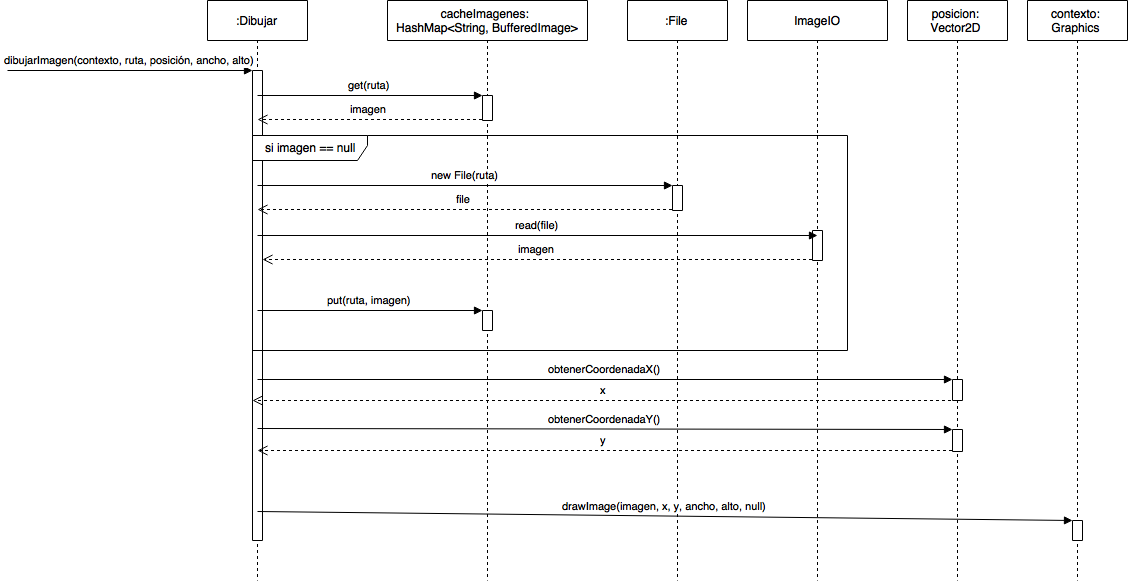 :Dibujar
cacheImagenes:
HashMap<String, BufferedImage>
:File
ImageIO
posicion:
Vector2D
contexto:
Graphics
dibujarImagen(contexto, ruta, posición, ancho, alto)
get(ruta)
imagen
si imagen == null
new File(ruta)
file
read(file)
imagen
put(ruta, imagen)
obtenerCoordenadaX()
x
obtenerCoordenadaY()
y
drawImage(imagen, x, y, ancho, alto, null)